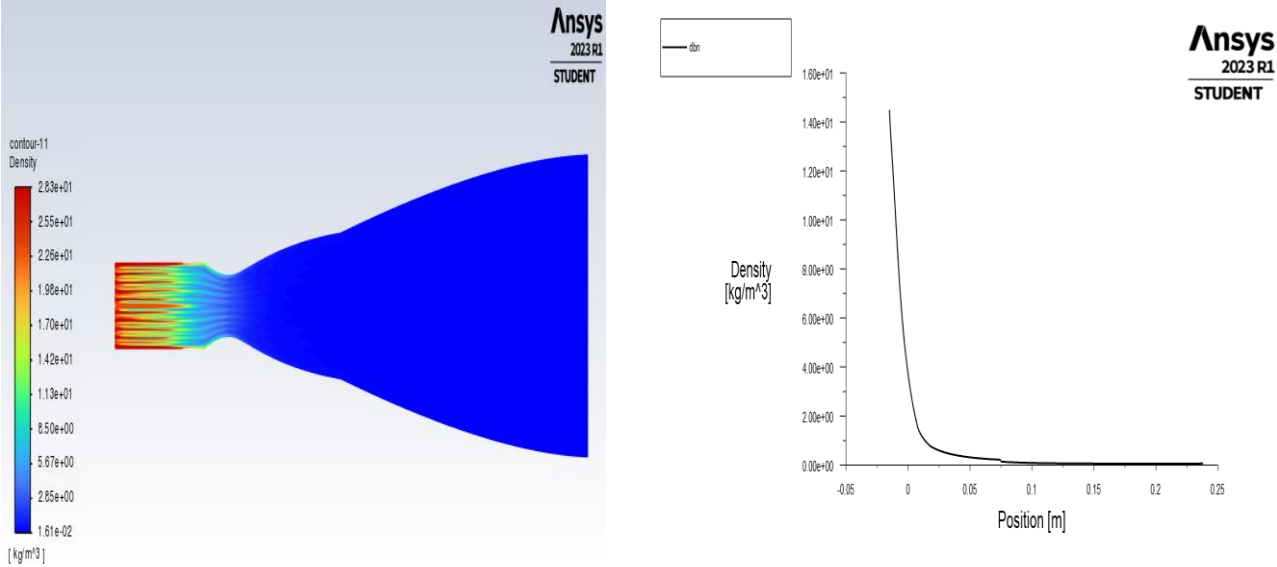 Ansys
2023 R1
STUDENT
contour-11
Density
2.83e+01
2.55e+01
2.26e+01
1.98e+01
1.70e+01
1.42e+01
1.13e+01
8.50e+00
5.67e+00
2.85e+00
1.61e-02
[ kg/m^3 ]
dbn
Ansys
2023 R1
STUDENT
1.60e+01
1.40e+01
1.20e+01
1.00e+01
8.00e+00
6.00e+00
4.00e+00
2.00e+00
0.00e+00
Density
[kg/m^3]
-0.05
0
0.05
0.1
0.15
0.2
0.25
Position [m]